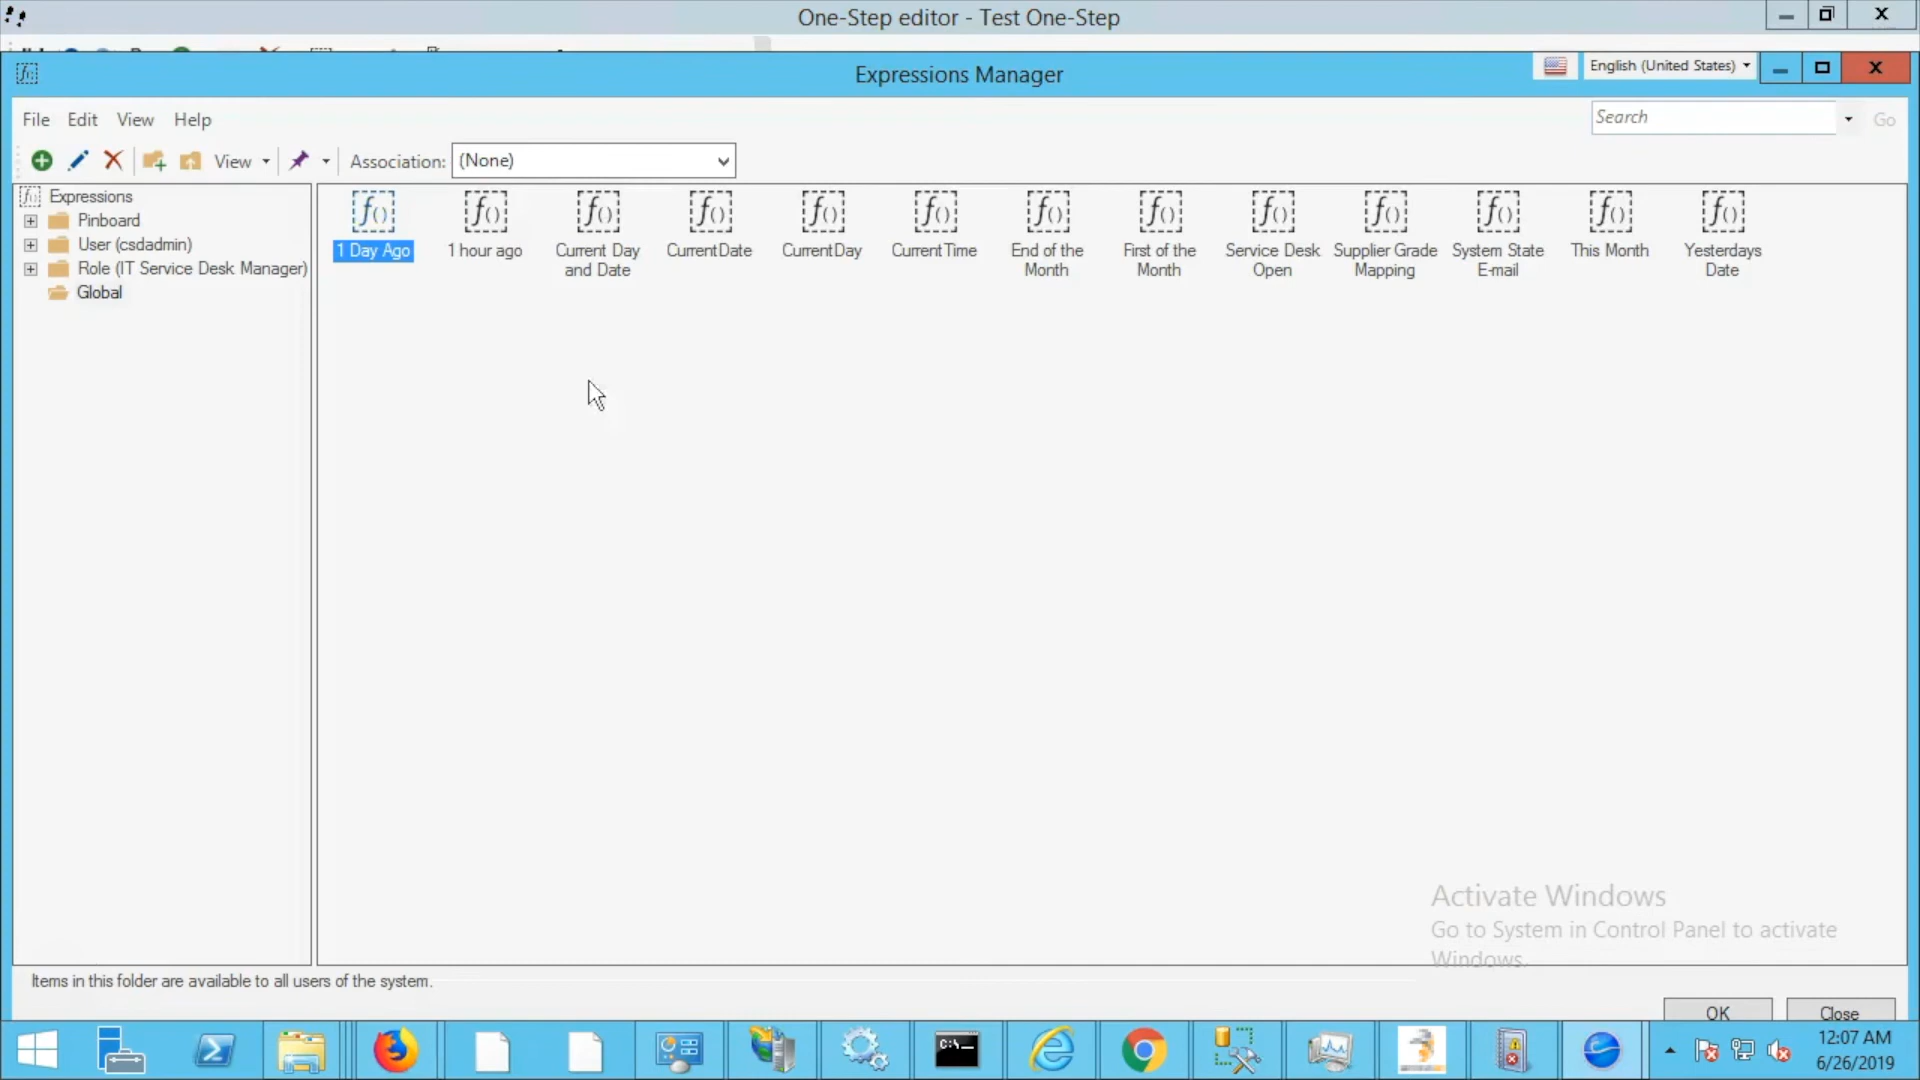 One-Step editor - Test One-Step
Expressions Manager
English (United States)
File Edit View Help
Search
Go
View
Association: (None)
Expressions
Pinboard
User (csdadmin)
Role (IT Service Desk Manager)
Global
1 Day Ago
1 hour ago
Current Day
and Date
CurrentDate
CurrentDay
CurrentTime
End of the
Month
First of the
Month
Service Desk
Open
Supplier Grade
Mapping
System State
E-mail
This Month
Yesterdays
Date
Activate Windows
Go to System in Control Panel to activate
Windows.
Items in this folder are available to all users of the system.
OK
Close
12:07 AM
6/26/2019